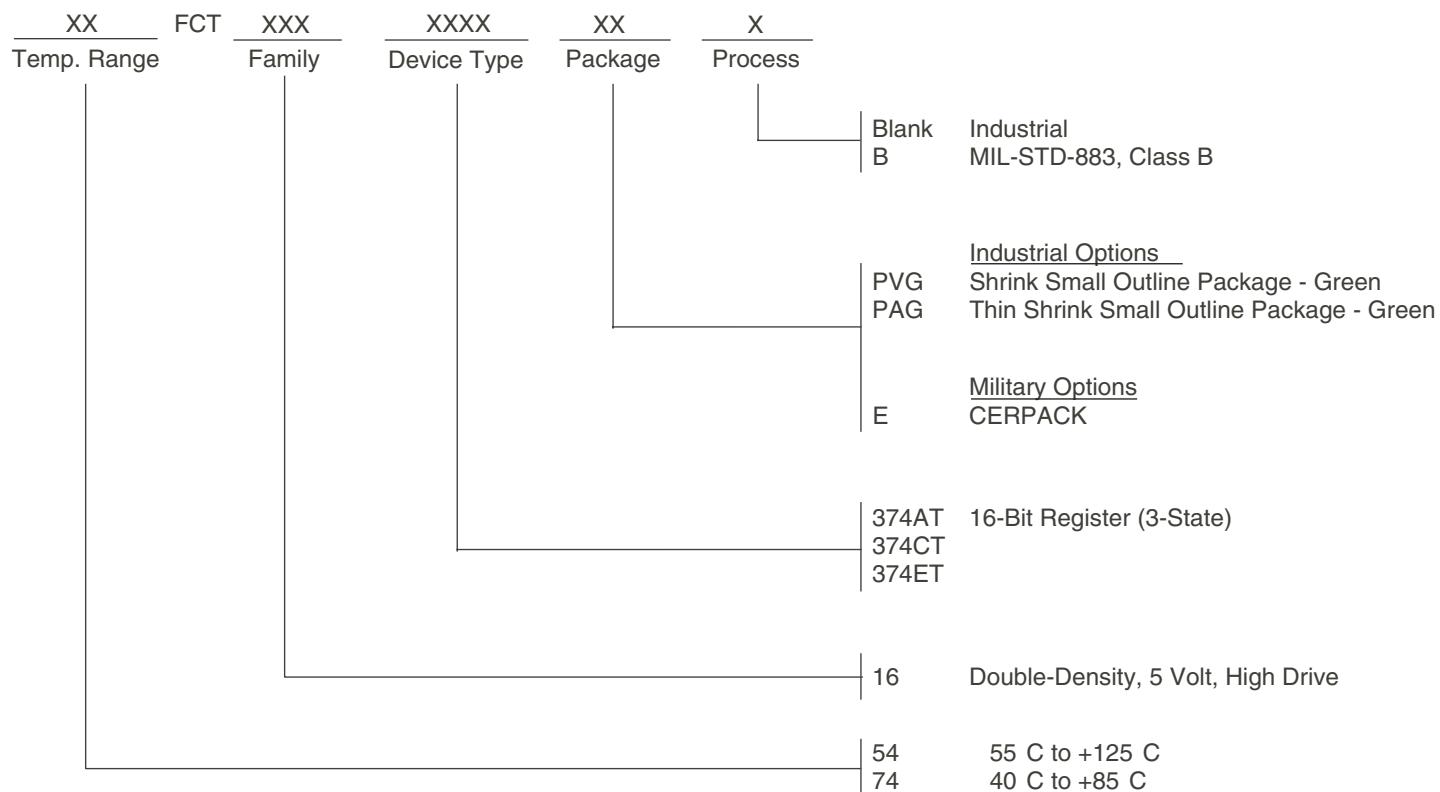 XX FCT XXX XXXX XX X
Temp. Range Family Device Type Package Process
Blank Industrial
B MIL-STD-883, Class B
Industrial Options
PVG Shrink Small Outline Package - Green
PAG Thin Shrink Small Outline Package - Green
Military Options
E CERPACK
374AT 16-Bit Register (3-State)
374CT
374ET
16 Double-Density, 5 Volt, High Drive
54 55 C to +125 C
74 40 C to +85 C